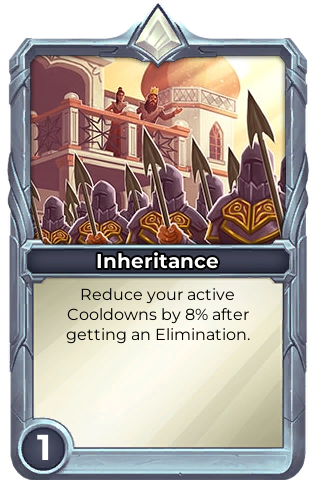 Inheritance
Reduce your active
Cooldowns by 8% after
getting an Elimination.
1